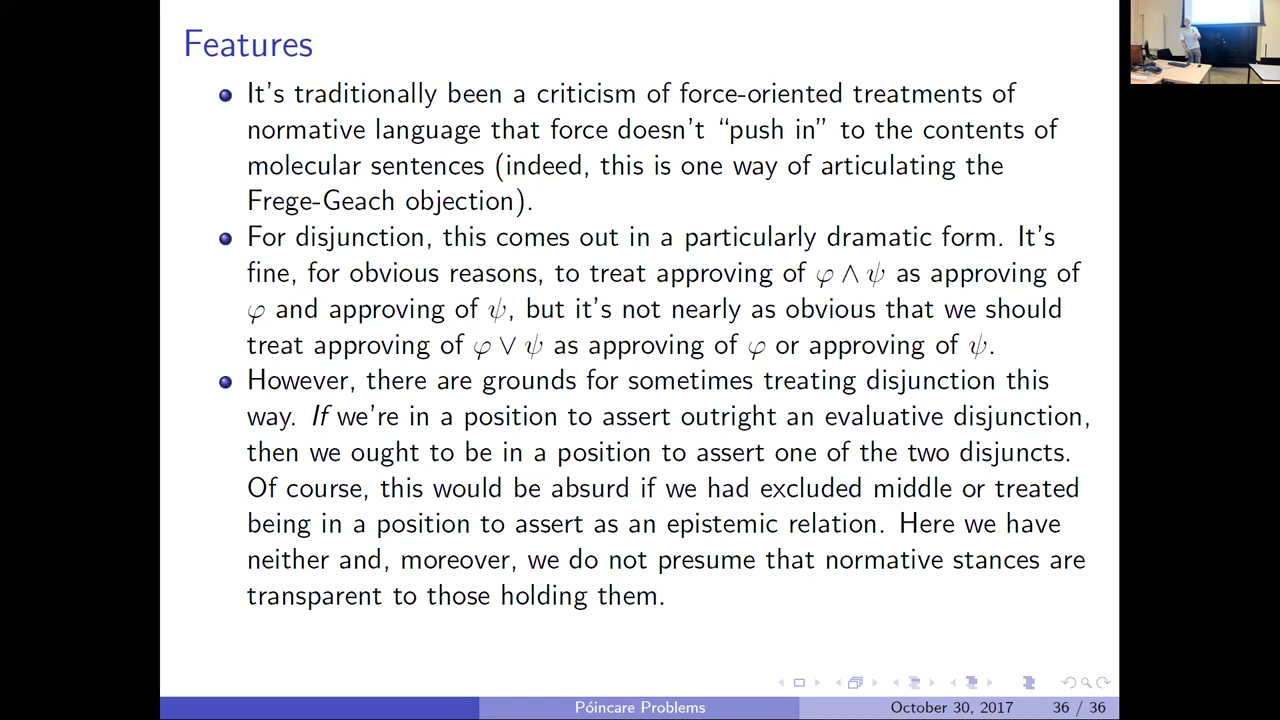 Features
It's traditionally been a criticism of force-oriented treatments of
normative language that force doesn't “push in” to the contents of
molecular sentences (indeed, this is one way of articulating the
Frege-Geach objection).
For disjunction, this comes out in a particularly dramatic form. It's
fine, for obvious reasons, to treat approving of φ ∧ ψ as approving of
φ and approving of ψ, but it's not nearly as obvious that we should
treat approving of φ ∨ ψ as approving of φ or approving of ψ.
However, there are grounds for sometimes treating disjunction this
way. If we're in a position to assert outright an evaluative disjunction,
then we ought to be in a position to assert one of the two disjuncts.
Of course, this would be absurd if we had excluded middle or treated
being in a position to assert as an epistemic relation. Here we have
neither and, moreover, we do not presume that normative stances are
transparent to those holding them.
Póincare Problems
October 30, 2017
36 / 36